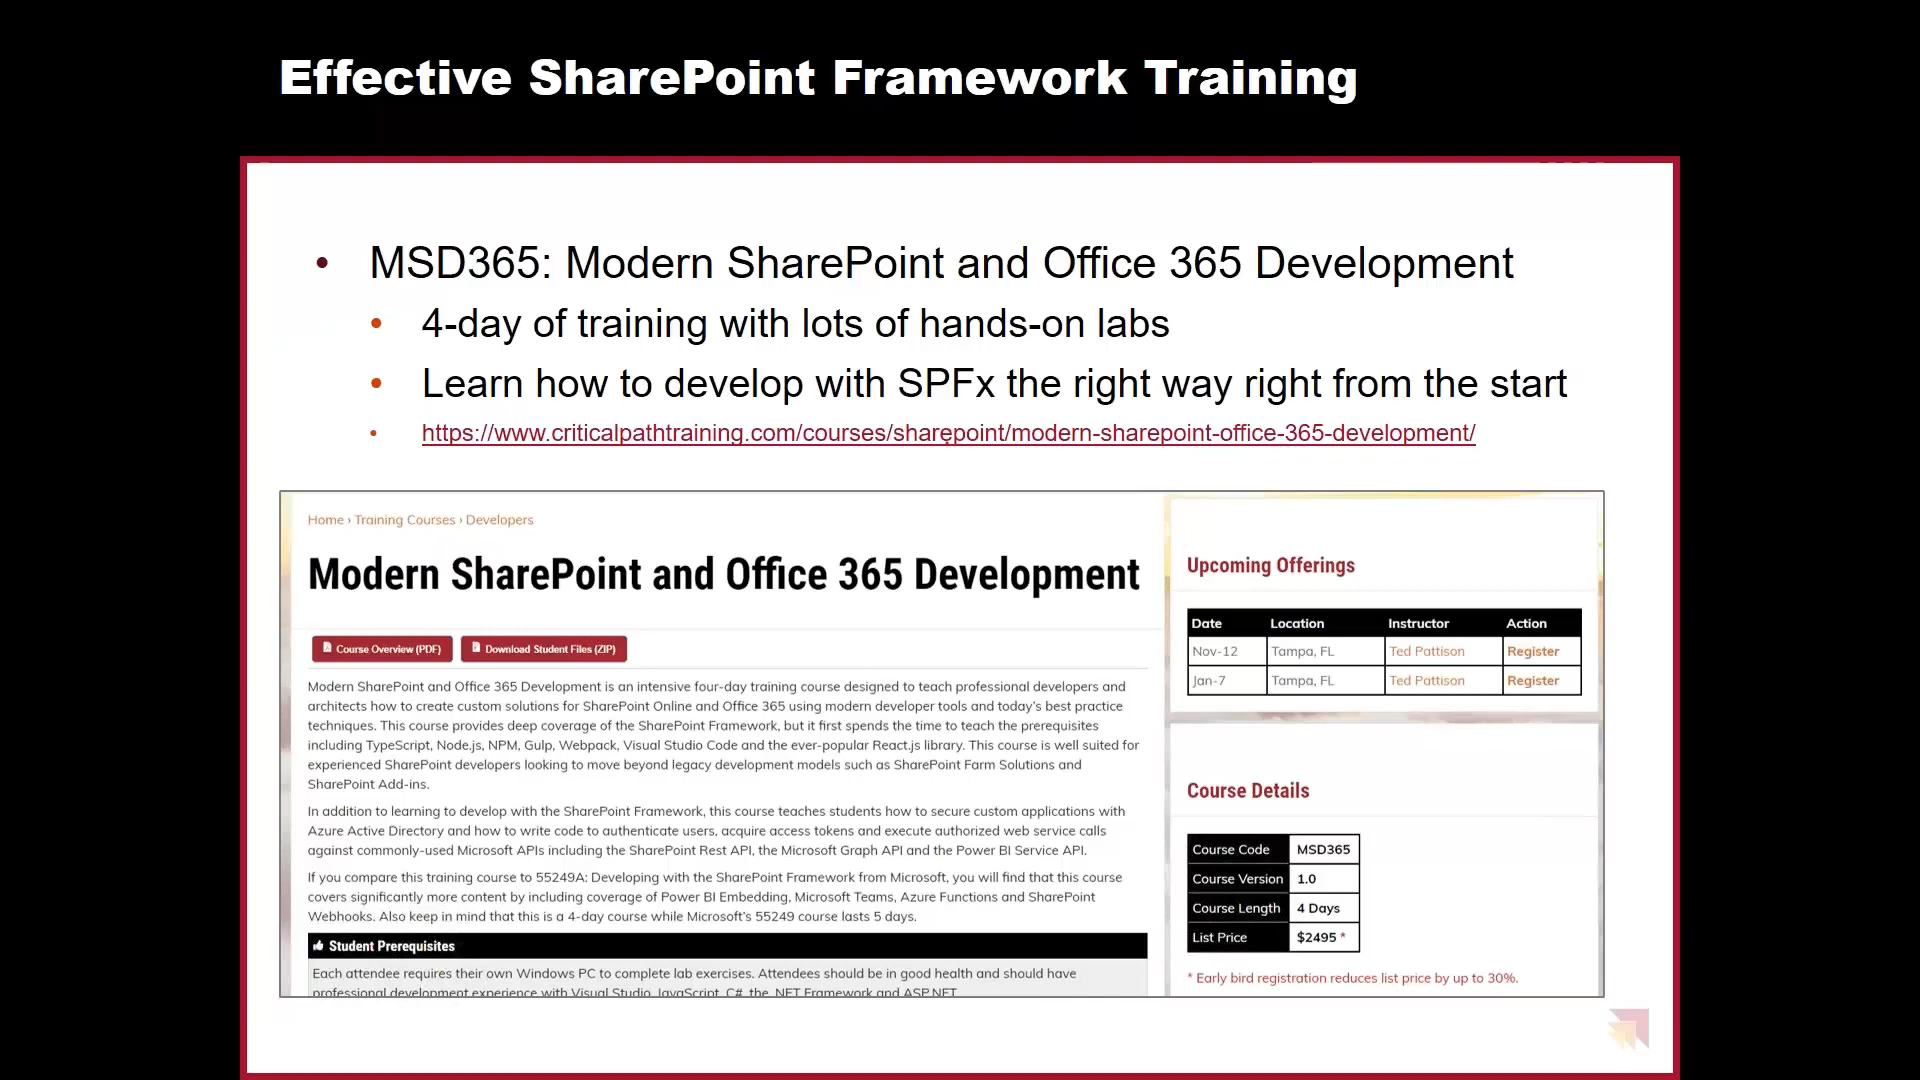 Effective SharePoint Framework Training
• MSD365: Modern SharePoint and Office 365 Development
• 4-day of training with lots of hands-on labs
• Learn how to develop with SPFx the right way right from the start
• https://www.criticalpathtraining.com/courses/sharepoint/modern-sharepoint-office-365-development/
Home › Training Courses › Developers
Modern SharePoint and Office 365 Development
Course Overview (PDF) Download Student Files (ZIP)
Modern SharePoint and Office 365 Development is an intensive four-day training course designed to teach professional developers and
architects how to create custom solutions for SharePoint Online and Office 365 using modern developer tools and today's best practice
techniques. This course provides deep coverage of the SharePoint Framework, but it first spends the time to teach the prerequisites
including TypeScript, Node.js, NPM, Gulp, Webpack, Visual Studio Code and the ever-popular React.js library. This course is well suited for
experienced SharePoint developers looking to move beyond legacy development models such as SharePoint Farm Solutions and
SharePoint Add-ins.
In addition to learning to develop with the SharePoint Framework, this course teaches students how to secure custom applications with
Azure Active Directory and how to write code to authenticate users, acquire access tokens and execute authorized web service calls
against commonly-used Microsoft APIs including the SharePoint Rest API, the Microsoft Graph API and the Power BI Service API.
If you compare this training course to 55249A: Developing with the SharePoint Framework from Microsoft, you will find that this course
covers significantly more content by including coverage of Power BI Embedding, Microsoft Teams, Azure Functions and SharePoint
Webhooks. Also keep in mind that this is a 4-day course while Microsoft's 55249 course lasts 5 days.
Student Prerequisites
Each attendee requires their own Windows PC to complete lab exercises. Attendees should be in good health and should have
professional development experience with Visual Studio, JavaScript, C#, the .NET Framework and ASP.NET
Upcoming Offerings
Date Location Instructor Action
Nov-12 Tampa, FL Ted Pattison Register
Jan-7 Tampa, FL Ted Pattison Register
Course Details
Course Code MSD365
Course Version 1.0
Course Length 4 Days
List Price $2495 *
* Early bird registration reduces list price by up to 30%.